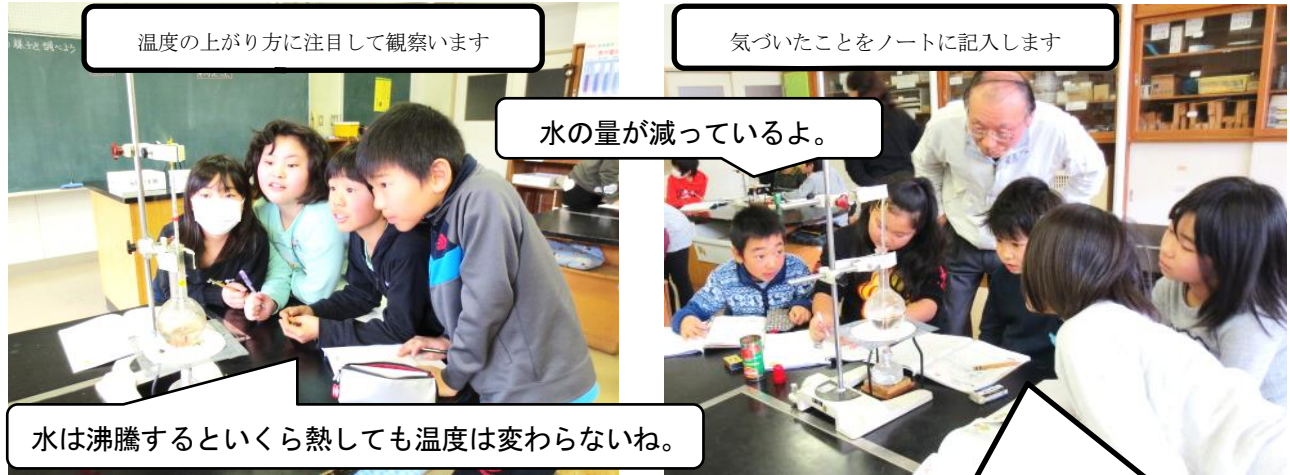 温度の上がり方に注目して観察います
気づいたことをノートに記入します
水の量が減っているよ。
水は沸騰するといくら熱しても温度は変わらないね。